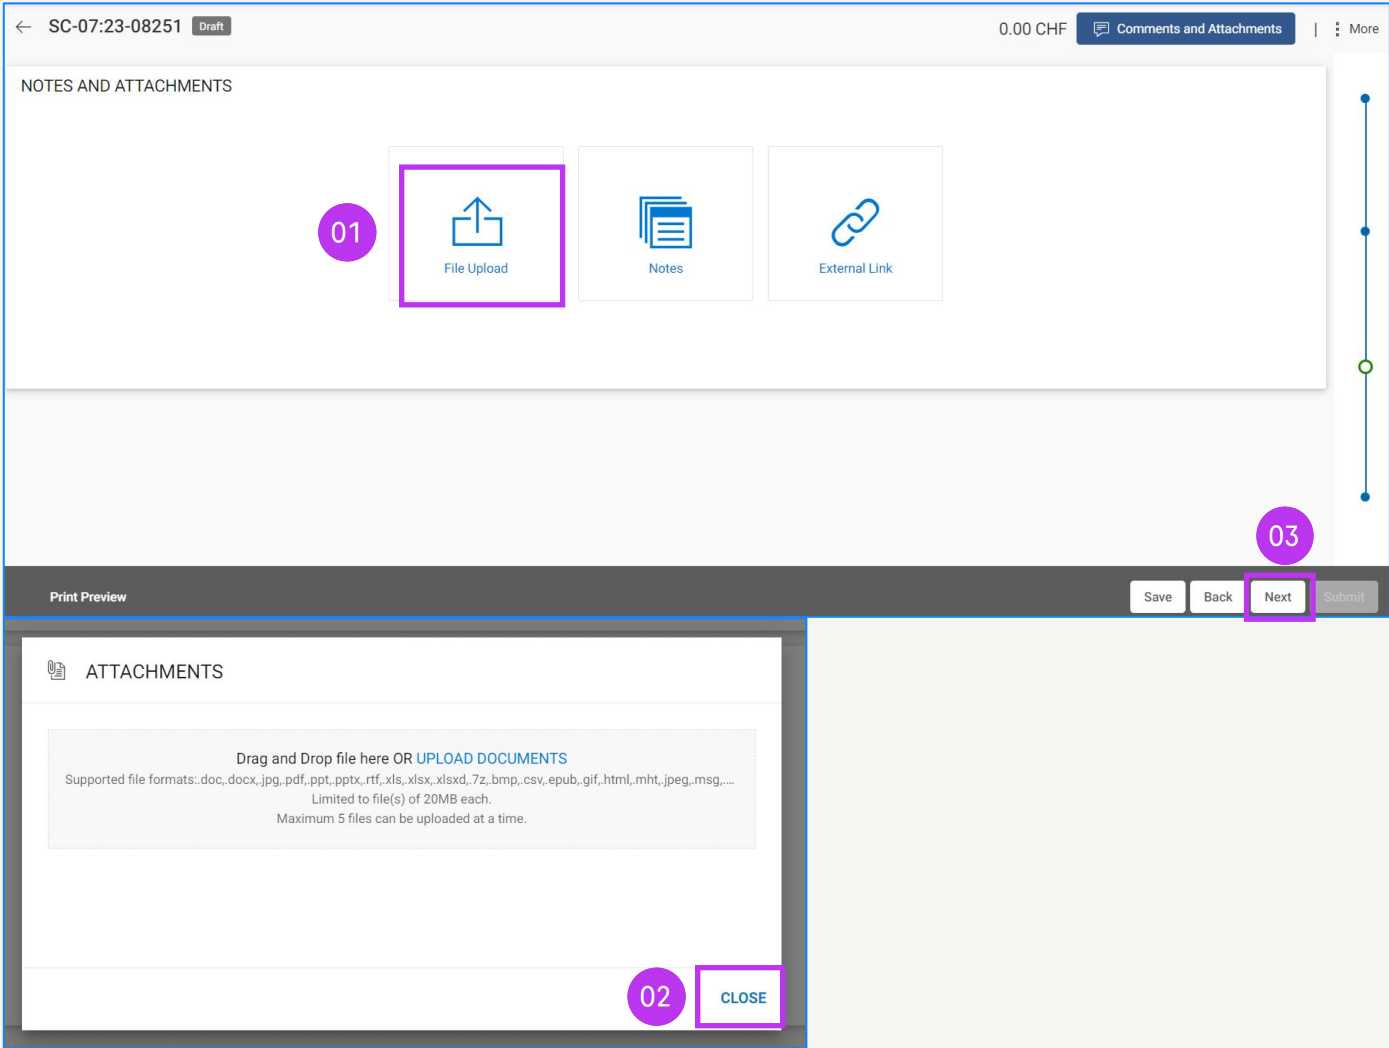 SC-07:23-08251 Draft 0.00 CHF Comments and Attachments | More
NOTES AND ATTACHMENTS
01
File Upload Notes External Link
03
Print Preview Save Back Next Submit
ATTACHMENTS
Drag and Drop file here OR UPLOAD DOCUMENTS
Supported file formats:.doc,.docx,.jpg,.pdf,.ppt,.pptx,.rtf,.xls,.xlsx,.xlsxd,.7z,.bmp,.csv,.epub,.gif,.html,.mht,.jpeg,.msg,....
Limited to file(s) of 20MB each.
Maximum 5 files can be uploaded at a time.
02 CLOSE